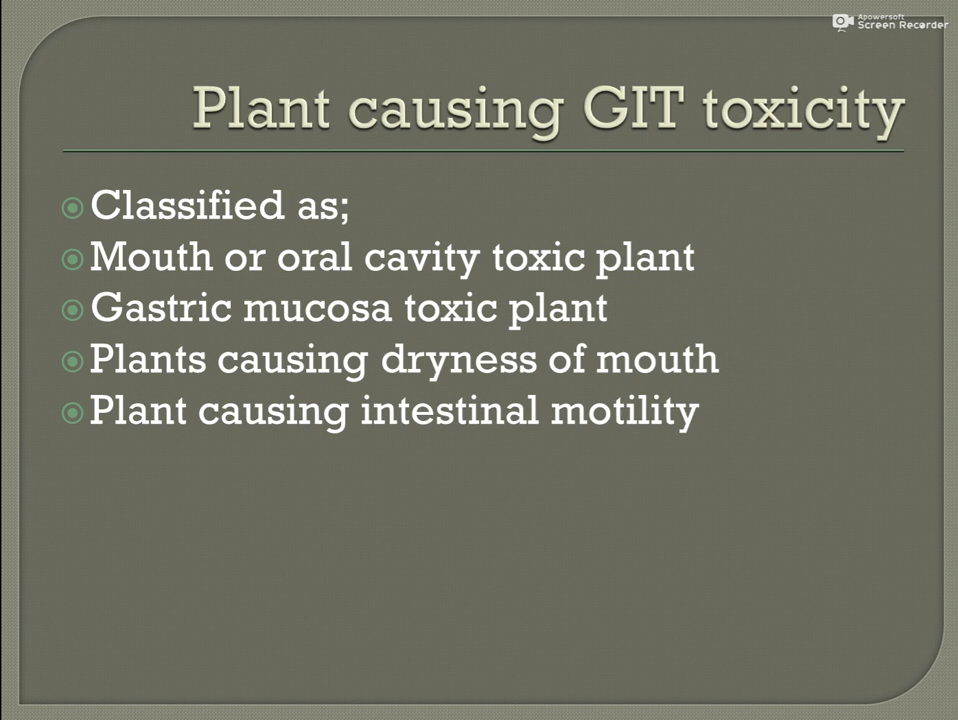 Apowersoft
Screen Recorder
Plant causing GIT toxicity
Classified as;
Mouth or oral cavity toxic plant
Gastric mucosa toxic plant
Plants causing dryness of mouth
Plant causing intestinal motility